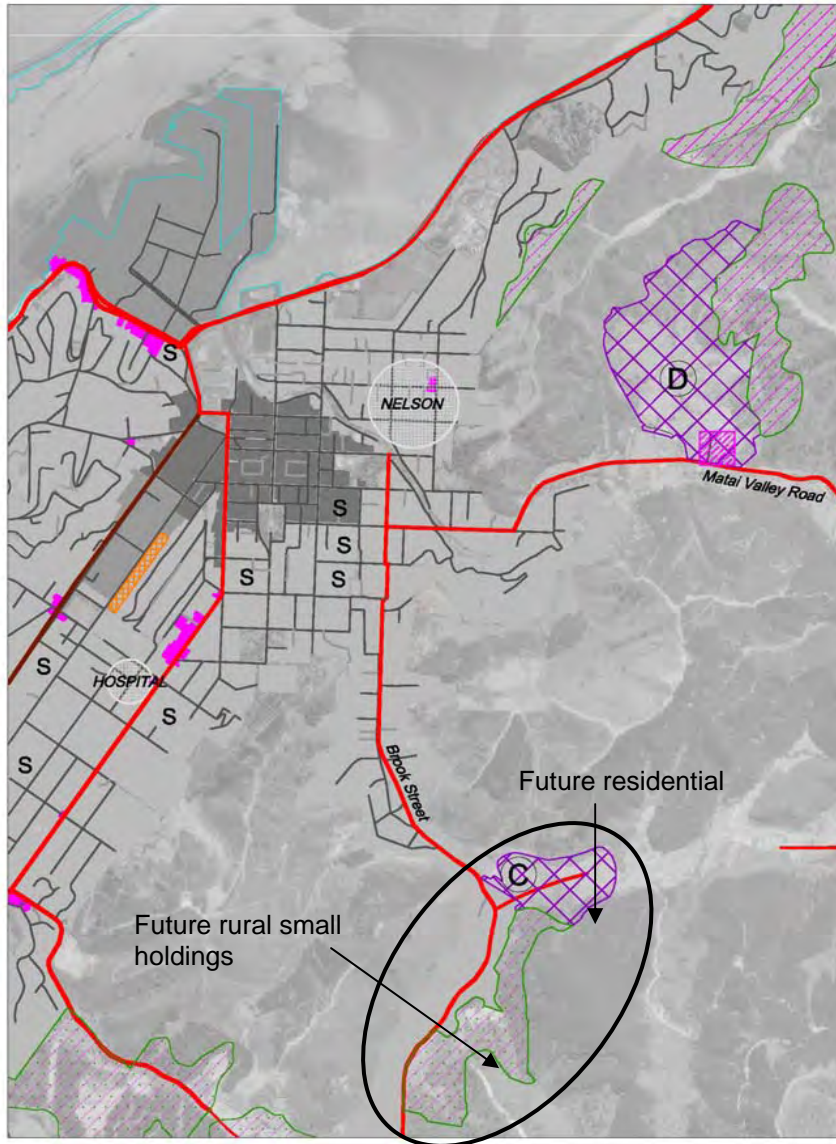 S
D
NELSON
Matai Valley Road
S
S
S
S
S
HOSPITAL
S
S
Brook Street
Future residential
C
Future rural small
holdings